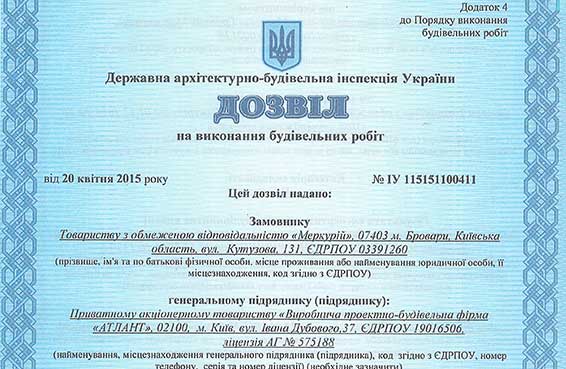 Додаток 4
до Порядку виконання
будівельних робіт
Державна архітектурно-будівельна інспекція України
ДОЗВІЛ
на виконання будівельних робіт
від 20 квітня 2015 року № ІУ 115151100411
Цей дозвіл надано:
Замовнику
Товариству з обмеженою відповідальністю «Меркурій», 07403 м. Бровари, Київська
область, вул. Кутузова, 131, ЄДРПОУ 03391260
(прізвище, ім'я та по батькові фізичної особи, місце проживання або найменування юридичної особи, її
місцезнаходження, код згідно з ЄДРПОУ)
генеральному підряднику (підряднику):
Приватному акціонерному товариству «Виробнича проектно-будівельна фірма
«АТЛАНТ», 02100, м. Київ, вул. Івана Дубового,37, ЄДРПОУ 19016506,
ліцензія АГ № 575188
(найменування, місцезнаходження генерального підрядника (підрядника), код згідно з ЄДРПОУ, номер
телефону, серія та номер ліцензії) (необхідне зазначити)